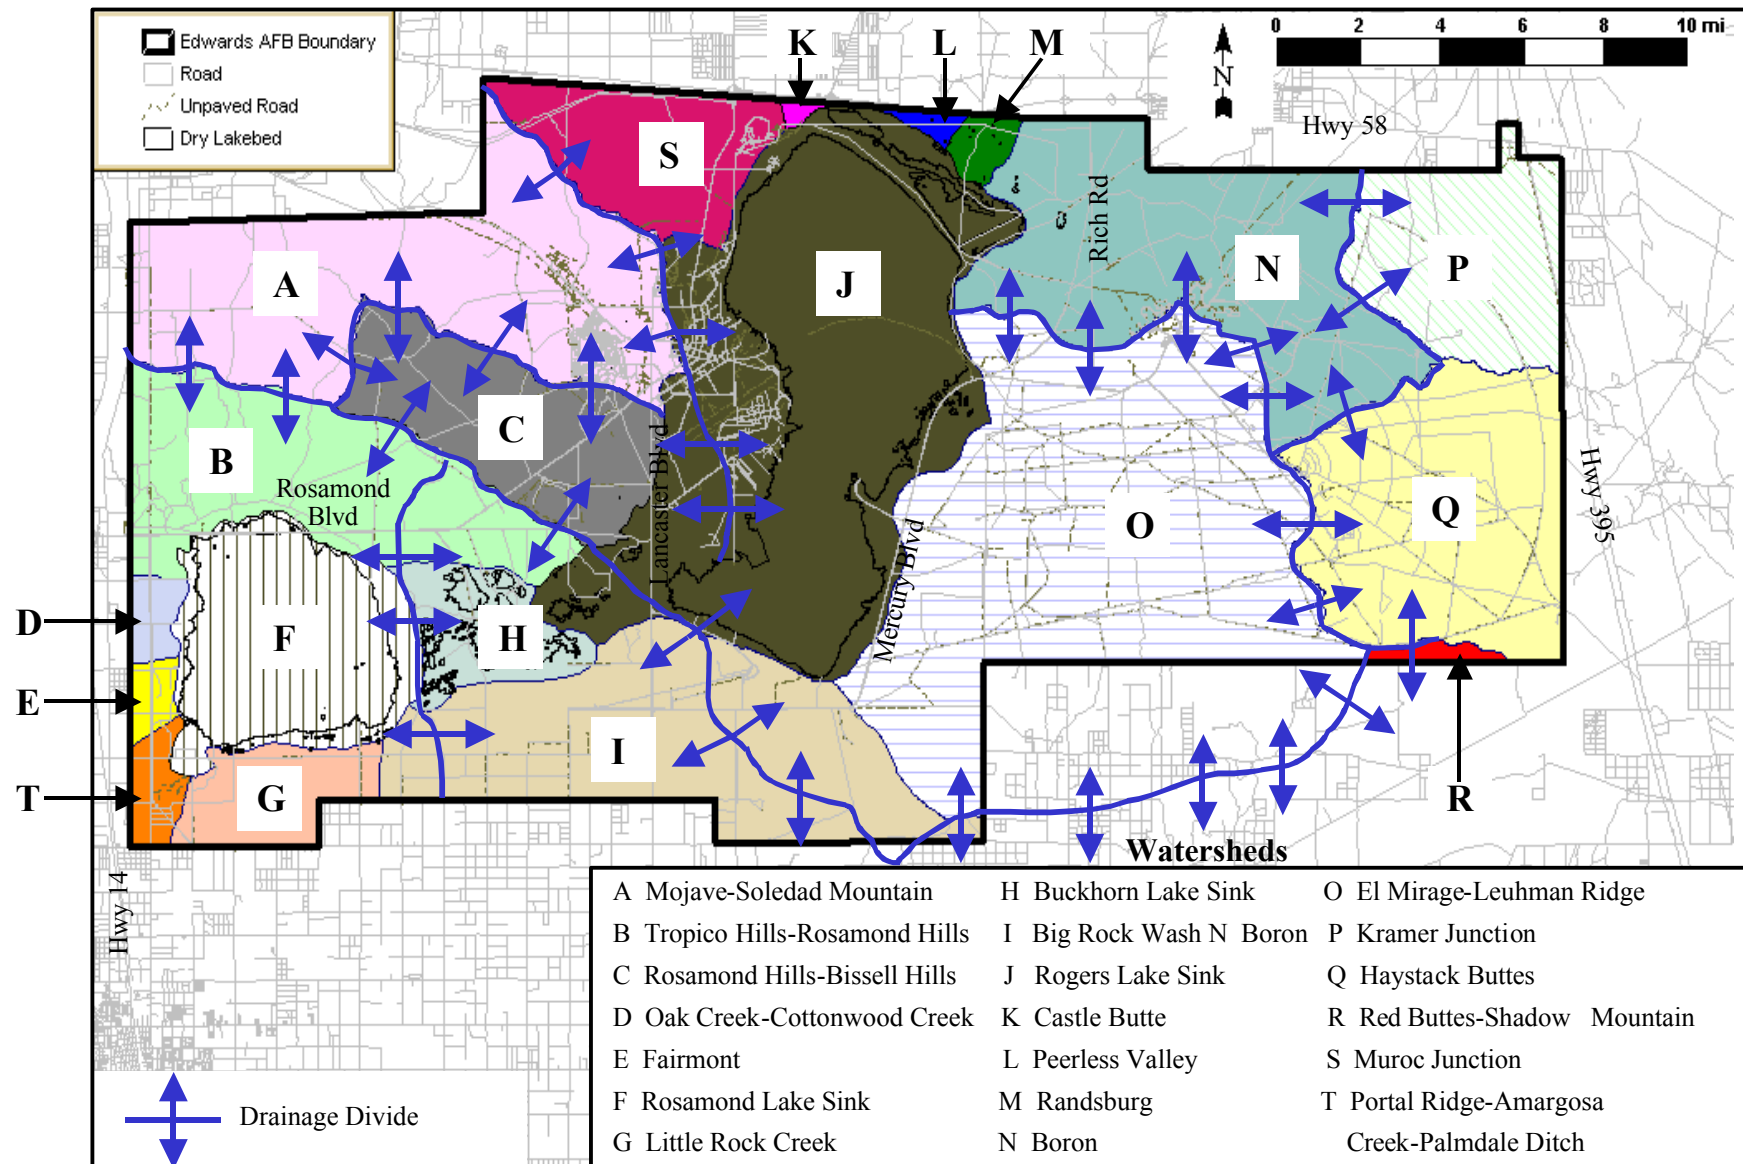 Edwards AFB Boundary
Road
Unpaved Road
Dry Lakebed
0 2 4 6 8 10 mi
N
K L M
Hwy 58
S
Rich Rd
A
J
N
P
C
B
Rosamond
Blvd
Lancaster Blvd
Mercury Blvd
O
Q
Hwy 395
D
F
H
E
I
T
G
R
Hwy 14
Watersheds
A Mojave-Soledad Mountain
B Tropico Hills-Rosamond Hills
C Rosamond Hills-Bissell Hills
D Oak Creek-Cottonwood Creek
E Fairmont
F Rosamond Lake Sink
G Little Rock Creek
H Buckhorn Lake Sink
I Big Rock Wash N Boron
J Rogers Lake Sink
K Castle Butte
L Peerless Valley
M Randsburg
N Boron
O El Mirage-Leuhman Ridge
P Kramer Junction
Q Haystack Buttes
R Red Buttes-Shadow Mountain
S Muroc Junction
T Portal Ridge-Amargosa
Creek-Palmdale Ditch
Drainage Divide